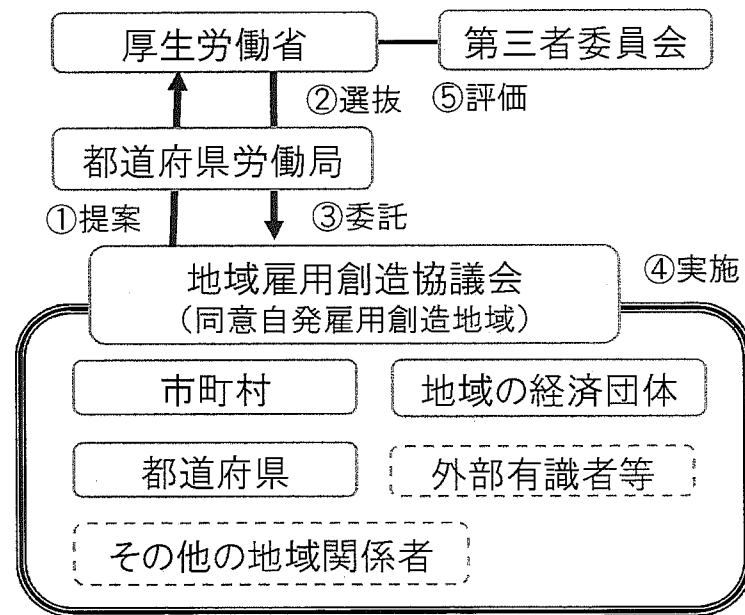 厚生労働省
第三者委員会
②選抜
⑤評価
都道府県労働局
①提案
③委託
地域雇用創造協議会
（同意自発雇用創造地域）
④実施
市町村
地域の経済団体
都道府県
外部有識者等
その他の地域関係者